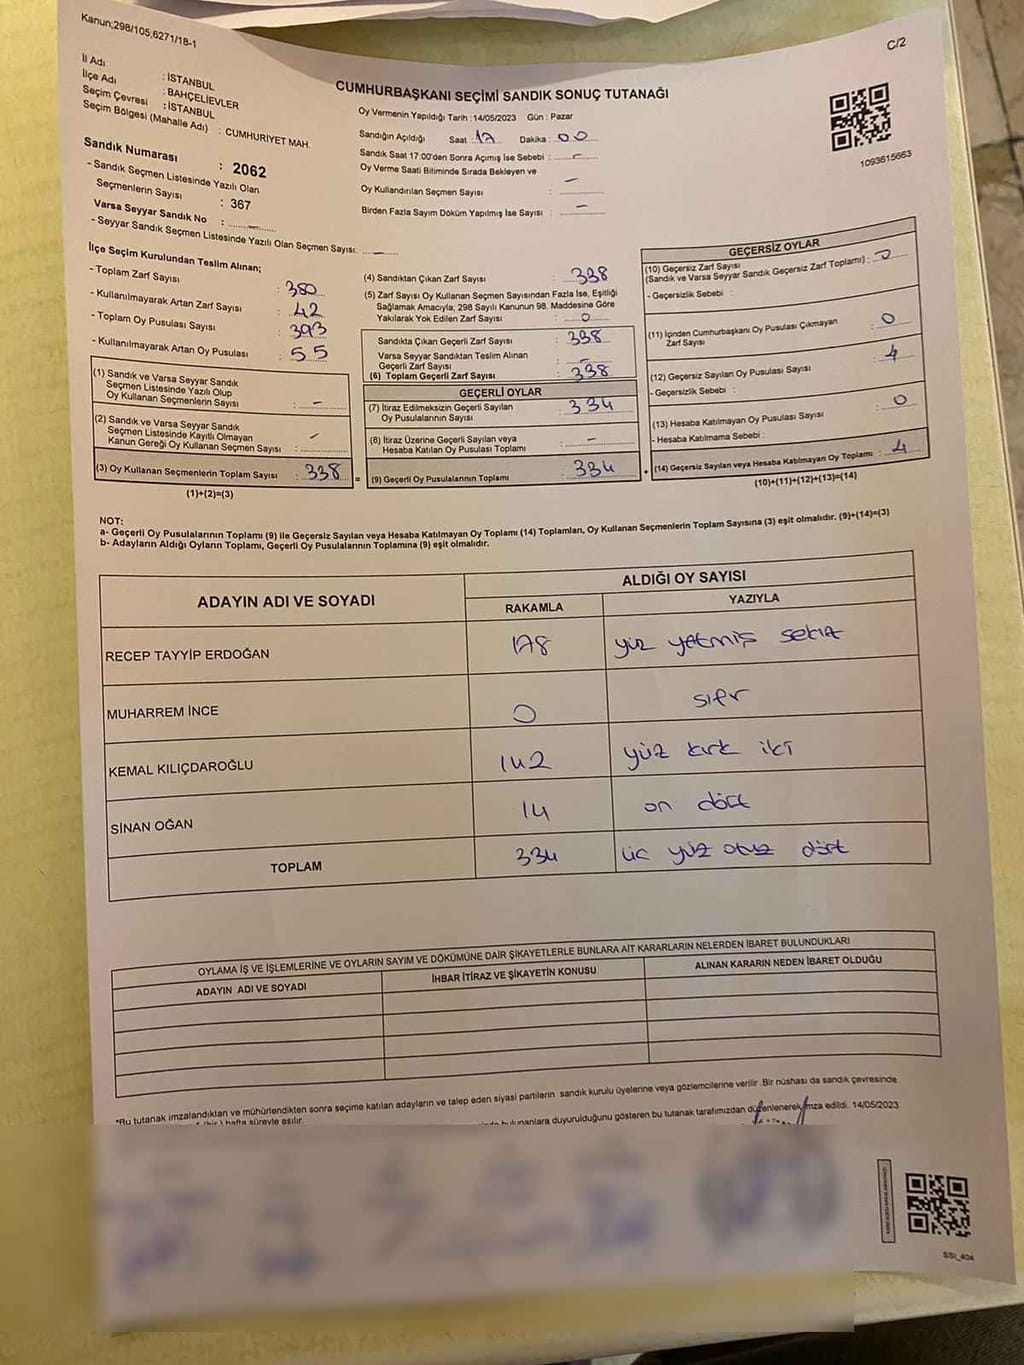 Kanun;298/105,6271/18-1
C/2
İl Adı : İSTANBUL
İlçe Adı : BAHÇELİEVLER
Seçim Çevresi : İSTANBUL
Seçim Bölgesi (Mahalle Adı) : CUMHURİYET MAH.
Sandık Numarası : 2062
- Sandık Seçmen Listesinde Yazılı Olan
Seçmenlerin Sayısı : 367
Varsa Seyyar Sandık No : —
- Seyyar Sandık Seçmen Listesinde Yazılı Olan Seçmen Sayısı: —
CUMHURBAŞKANI SEÇİMİ SANDIK SONUÇ TUTANAĞI
Oy Vermenin Yapıldığı Tarih : 14/05/2023 Gün : Pazar
Sandığın Açıldığı Saat : 17 Dakika : 00
Sandık Saat 17:00'den Sonra Açımış İse Sebebi : —
Oy Verme Saati Bitiminde Sırada Bekleyen ve
Oy Kullandırılan Seçmen Sayısı : —
Birden Fazla Sayım Döküm Yapılmış İse Sayısı : —
1093615663
İlçe Seçim Kurulundan Teslim Alınan;
- Toplam Zarf Sayısı : 380
- Kullanılmayarak Artan Zarf Sayısı : 42
- Toplam Oy Pusulası Sayısı : 393
- Kullanılmayarak Artan Oy Pusulası : 55
(1) Sandık ve Varsa Seyyar Sandık
Seçmen Listesinde Yazılı Olup
Oy Kullanan Seçmenlerin Sayısı : —
(2) Sandık ve Varsa Seyyar Sandık
Seçmen Listesinde Kayıtlı Olmayan
Kanun Gereği Oy Kullanan Seçmen Sayısı : —
(3) Oy Kullanan Seçmenlerin Toplam Sayısı : 338
(1)+(2)=(3)
(4) Sandıktan Çıkan Zarf Sayısı : 338
(5) Zarf Sayısı Oy Kullanan Seçmen Sayısından Fazla İse, Eşitliği
Sağlamak Amacıyla; 298 Sayılı Kanunun 98. Maddesine Göre
Yakılarak Yok Edilen Zarf Sayısı : 0
Sandıkta Çıkan Geçerli Zarf Sayısı : 338
Varsa Seyyar Sandıktan Teslim Alınan
Geçerli Zarf Sayısı : —
(6) Toplam Geçerli Zarf Sayısı : 338
GEÇERLİ OYLAR
(7) İtiraz Edilmeksizin Geçerli Sayılan
Oy Pusulalarının Sayısı : 334
(8) İtiraz Üzerine Geçerli Sayılan veya
Hesaba Katılan Oy Pusulası Toplamı : —
= (9) Geçerli Oy Pusulalarının Toplamı : 334
GEÇERSİZ OYLAR
(10) Geçersiz Zarf Sayısı
(Sandık ve Varsa Seyyar Sandık Geçersiz Zarf Toplamı) : 0
- Geçersizlik Sebebi :
(11) İçinden Cumhurbaşkanı Oy Pusulası Çıkmayan
Zarf Sayısı : 0
(12) Geçersiz Sayılan Oy Pusulası Sayısı : 4
- Geçersizlik Sebebi :
(13) Hesaba Katılmayan Oy Pusulası Sayısı : 0
- Hesaba Katılmama Sebebi :
+ (14) Geçersiz Sayılan veya Hesaba Katılmayan Oy Toplamı : 4
(10)+(11)+(12)+(13)=(14)
NOT:
a- Geçerli Oy Pusulalarının Toplamı (9) ile Geçersiz Sayılan veya Hesaba Katılmayan Oy Toplamı (14) Toplamları, Oy Kullanan Seçmenlerin Toplam Sayısına (3) eşit olmalıdır. (9)+(14)=(3)
b- Adayların Aldığı Oyların Toplamı, Geçerli Oy Pusulalarının Toplamına (9) eşit olmalıdır.
ADAYIN ADI VE SOYADI
ALDIĞI OY SAYISI
RAKAMLA YAZIYLA
RECEP TAYYİP ERDOĞAN 178 yüz yetmiş sekiz
MUHARREM İNCE 0 sıfır
KEMAL KILIÇDAROĞLU 142 yüz kırk iki
SİNAN OĞAN 14 on dört
TOPLAM 334 üç yüz otuz dört
OYLAMA İŞ VE İŞLEMLERİNE VE OYLARIN SAYIM VE DÖKÜMÜNE DAİR ŞİKAYETLERLE BUNLARA AİT KARARLARIN NELERDEN İBARET BULUNDUKLARI
ADAYIN ADI VE SOYADI İHBAR İTİRAZ VE ŞİKAYETİN KONUSU ALINAN KARARIN NEDEN İBARET OLDUĞU
*Bu tutanak imzalandıktan ve mühürlendikten sonra seçime katılan adayların ve talep eden siyasi partilerin sandık kurulu üyelerine veya gözlemcilerine verilir .Bir nüshası da sandık çevresinde
hafta süreyle asılır. bulunanlara duyurulduğunu gösteren bu tutanak tarafımızdan düzenlenerek imza edildi. 14/05/2023
SSI_404